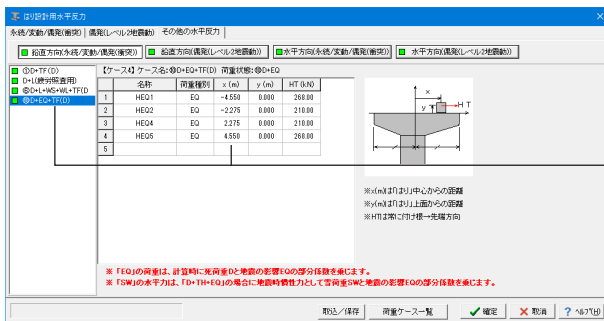 はり設計用水平反力
永続/変動/偶発(衝突) 偶発(レベル2地震動) その他の水平反力
鉛直方向(永続/変動/偶発(衝突)) 鉛直方向(偶発(レベル2地震動)) 水平方向(永続/変動/偶発(衝突)) 水平方向(偶発(レベル2地震動))
①D+TF(D)
D+L(疲労照査用)
⑥D+L+WS+WL+TF(D
⑩D+EQ+TF(D)
【ケース4】 ケース名:⑩D+EQ+TF(D) 荷重状態:⑩D+EQ
名称 荷重種別 x (m) y (m) HT (kN)
1 HEQ1 EQ -4.550 0.000 268.00
2 HEQ2 EQ -2.275 0.000 210.00
3 HEQ4 EQ 2.275 0.000 210.00
4 HEQ5 EQ 4.550 0.000 268.00
5
x
y
HT
※x(m)は「はり」中心からの距離
※y(m)は「はり」上面からの距離
※HTは常に付け根→先端方向
※「EQ」の荷重は、計算時に死荷重Dと地震の影響EQの部分係数を乗じます。
※「SW」の水平力は、「D+TH+EQ」の場合に地震時慣性力として雪荷重SWと地震の影響EQの部分係数を乗じます。
取込/保存 荷重ケース一覧 確定 取消 ? ヘルプ(H)